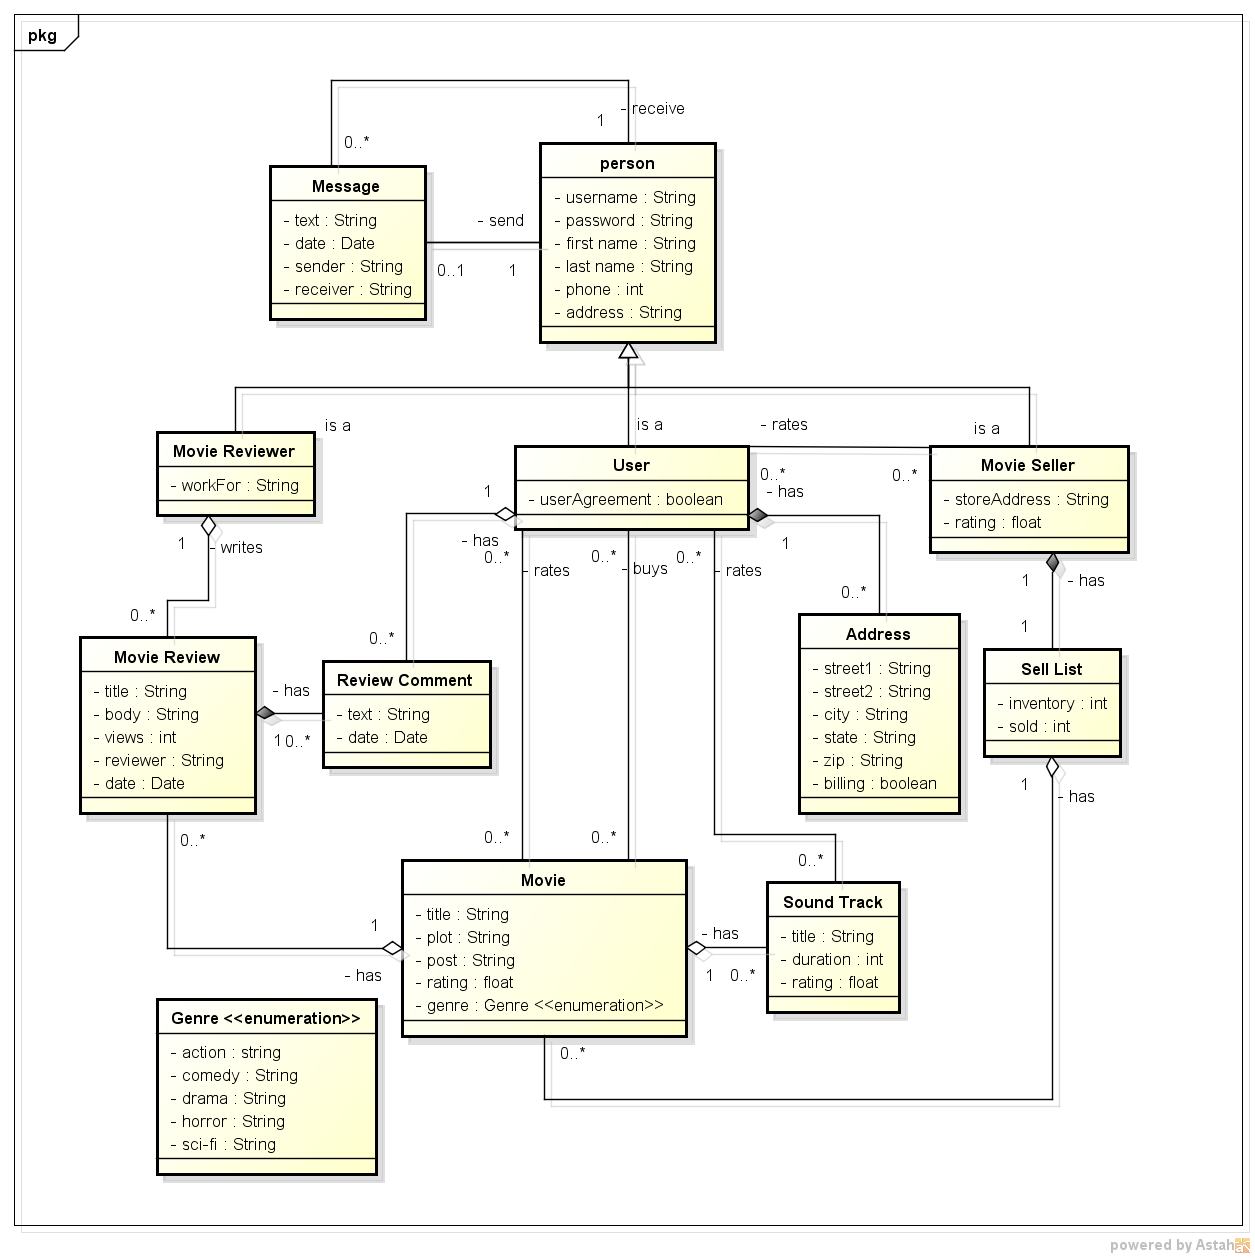 pkg
- receive
1
0..*
person
- username : String
- password : String
- first name : String
- last name : String
- phone : int
- address : String
Message
- text : String
- date : Date
- sender : String
- receiver : String
- send
0..1
1
is a
is a
is a
- rates
0..*
0..*
Movie Reviewer
- workFor : String
User
- userAgreement : boolean
Movie Seller
- storeAddress : String
- rating : float
1
- writes
0..*
1
- has
0..*
- has
1
0..*
0..*
- rates
0..*
0..*
- buys
0..*
0..*
- rates
0..*
1
- has
1
Movie Review
- title : String
- body : String
- views : int
- reviewer : String
- date : Date
- has
1
0..*
Review Comment
- text : String
- date : Date
Address
- street1 : String
- street2 : String
- city : String
- state : String
- zip : String
- billing : boolean
Sell List
- inventory : int
- sold : int
1
- has
0..*
0..*
1
- has
Movie
- title : String
- plot : String
- post : String
- rating : float
- genre : Genre <<enumeration>>
- has
1
0..*
Sound Track
- title : String
- duration : int
- rating : float
Genre <<enumeration>>
- action : string
- comedy : String
- drama : String
- horror : String
- sci-fi : String
powered by Astah